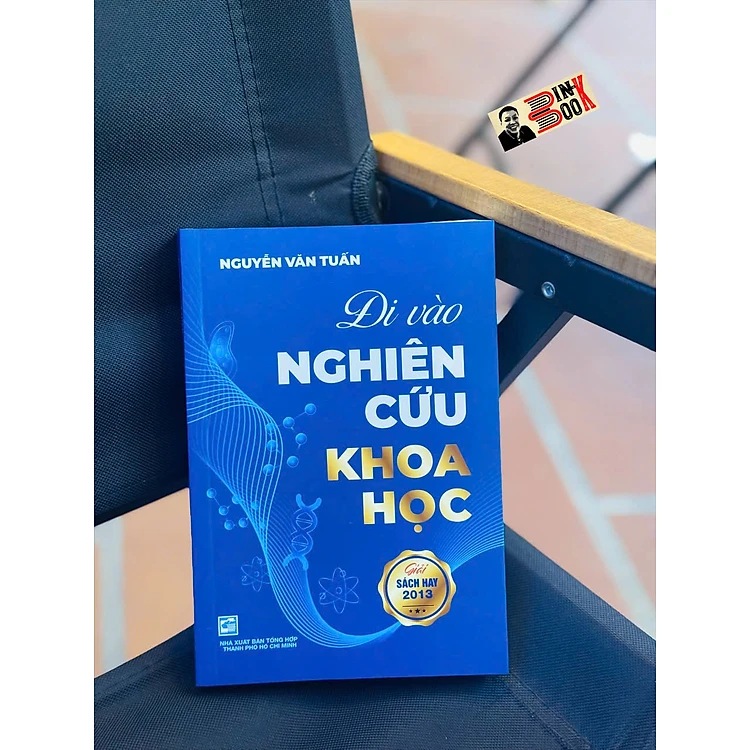 BIN
BOOK
NGUYỄN VĂN TUẤN
Đi vào
NGHIÊN
CỨU
KHOA
HỌC
Giải
SÁCH HAY
2013
NHÀ XUẤT BẢN TỔNG HỢP
THÀNH PHỐ HỒ CHÍ MINH